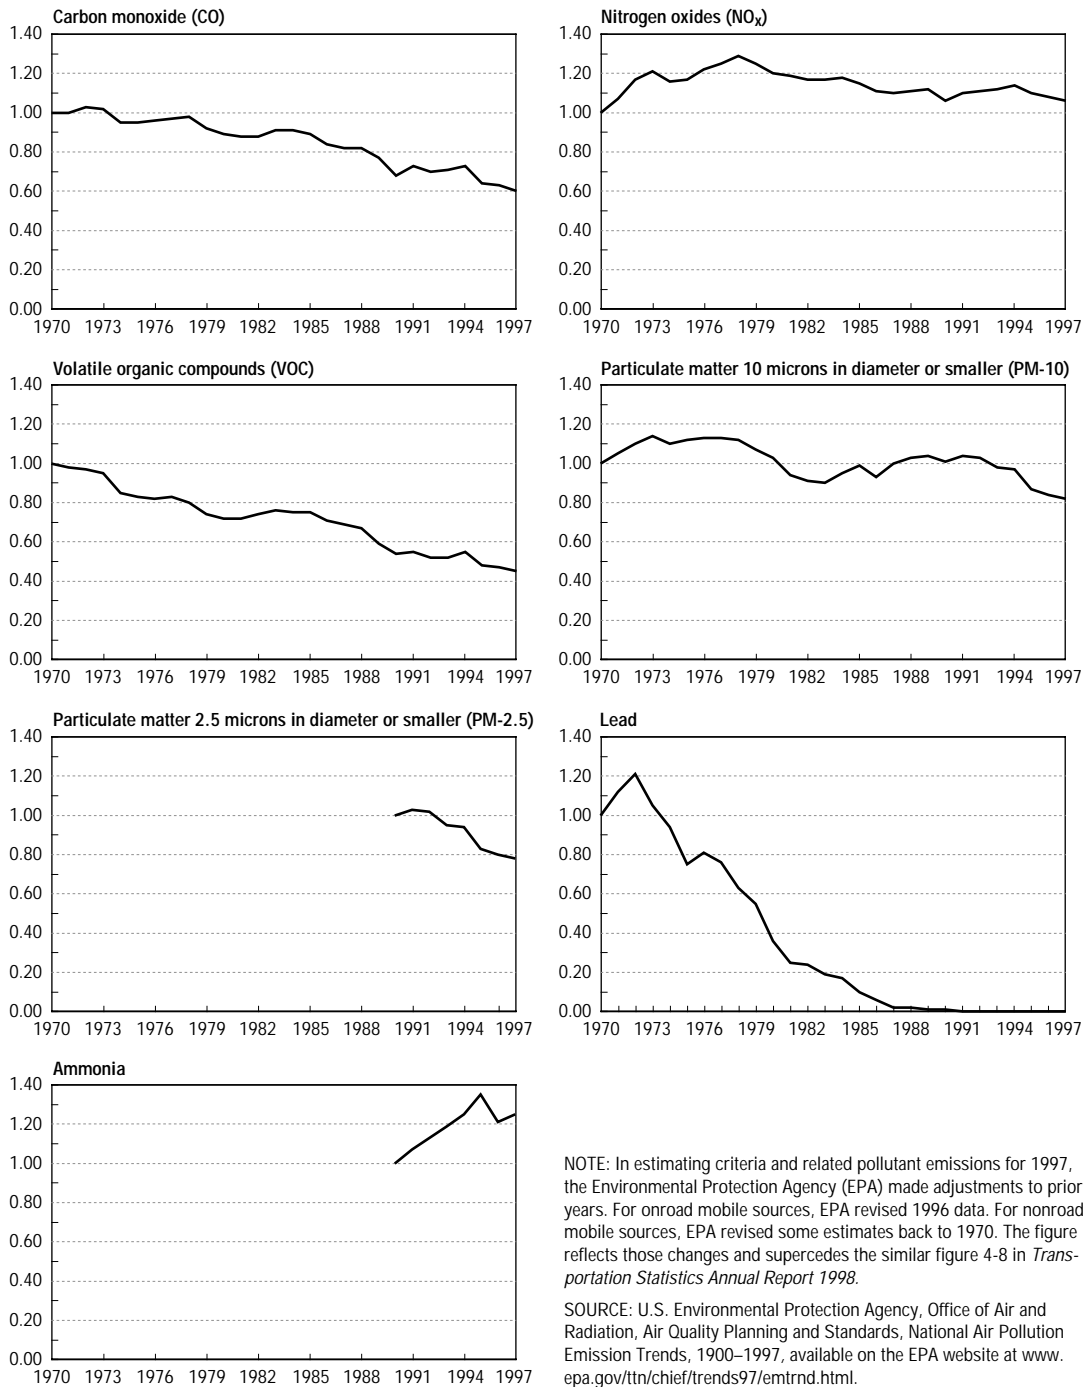 Carbon monoxide (CO)
1.40
1.20
1.00
0.80
0.60
0.40
0.20
0.00
1970 1973 1976 1979 1982 1985 1988 1991 1994 1997
Nitrogen oxides (NOX)
1.40
1.20
1.00
0.80
0.60
0.40
0.20
0.00
1970 1973 1976 1979 1982 1985 1988 1991 1994 1997
Volatile organic compounds (VOC)
1.40
1.20
1.00
0.80
0.60
0.40
0.20
0.00
1970 1973 1976 1979 1982 1985 1988 1991 1994 1997
Particulate matter 10 microns in diameter or smaller (PM-10)
1.40
1.20
1.00
0.80
0.60
0.40
0.20
0.00
1970 1973 1976 1979 1982 1985 1988 1991 1994 1997
Particulate matter 2.5 microns in diameter or smaller (PM-2.5)
1.40
1.20
1.00
0.80
0.60
0.40
0.20
0.00
1970 1973 1976 1979 1982 1985 1988 1991 1994 1997
Lead
1.40
1.20
1.00
0.80
0.60
0.40
0.20
0.00
1970 1973 1976 1979 1982 1985 1988 1991 1994 1997
Ammonia
1.40
1.20
1.00
0.80
0.60
0.40
0.20
0.00
1970 1973 1976 1979 1982 1985 1988 1991 1994 1997
NOTE: In estimating criteria and related pollutant emissions for 1997,
the Environmental Protection Agency (EPA) made adjustments to prior
years. For onroad mobile sources, EPA revised 1996 data. For nonroad
mobile sources, EPA revised some estimates back to 1970. The figure
reflects those changes and supercedes the similar figure 4-8 in Trans-
portation Statistics Annual Report 1998.
SOURCE: U.S. Environmental Protection Agency, Office of Air and
Radiation, Air Quality Planning and Standards, National Air Pollution
Emission Trends, 1900–1997, available on the EPA website at www.
epa.gov/ttn/chief/trends97/emtrnd.html.